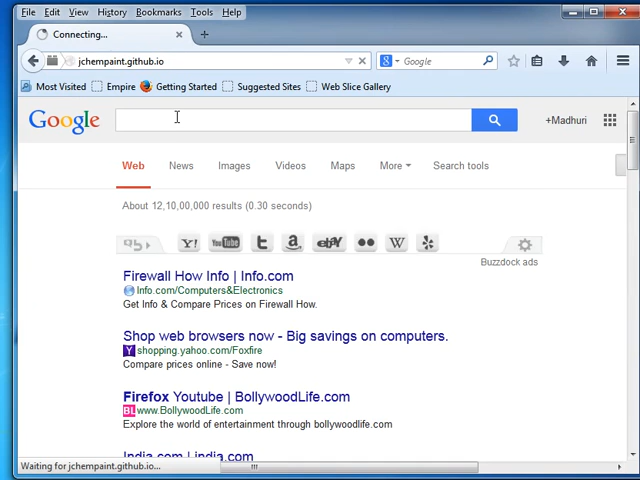 File Edit View History Bookmarks Tools Help
Connecting...
jchempaint.github.io
Google
Most Visited Empire Getting Started Suggested Sites Web Slice Gallery
Google
+Madhuri
Web News Images Videos Maps More Search tools
About 12,10,00,000 results (0.30 seconds)
Y! YouTube t a ebay W
Buzzdock ads
Firewall How Info | Info.com
Info.com/Computers&Electronics
Get Info & Compare Prices on Firewall How.
Shop web browsers now - Big savings on computers.
Y shopping.yahoo.com/Foxfire
Compare prices online - Save now!
Firefox Youtube | BollywoodLife.com
BL www.BollywoodLife.com
Explore the world of entertainment through bollywoodlife.com
India.com | india.com
Waiting for jchempaint.github.io...